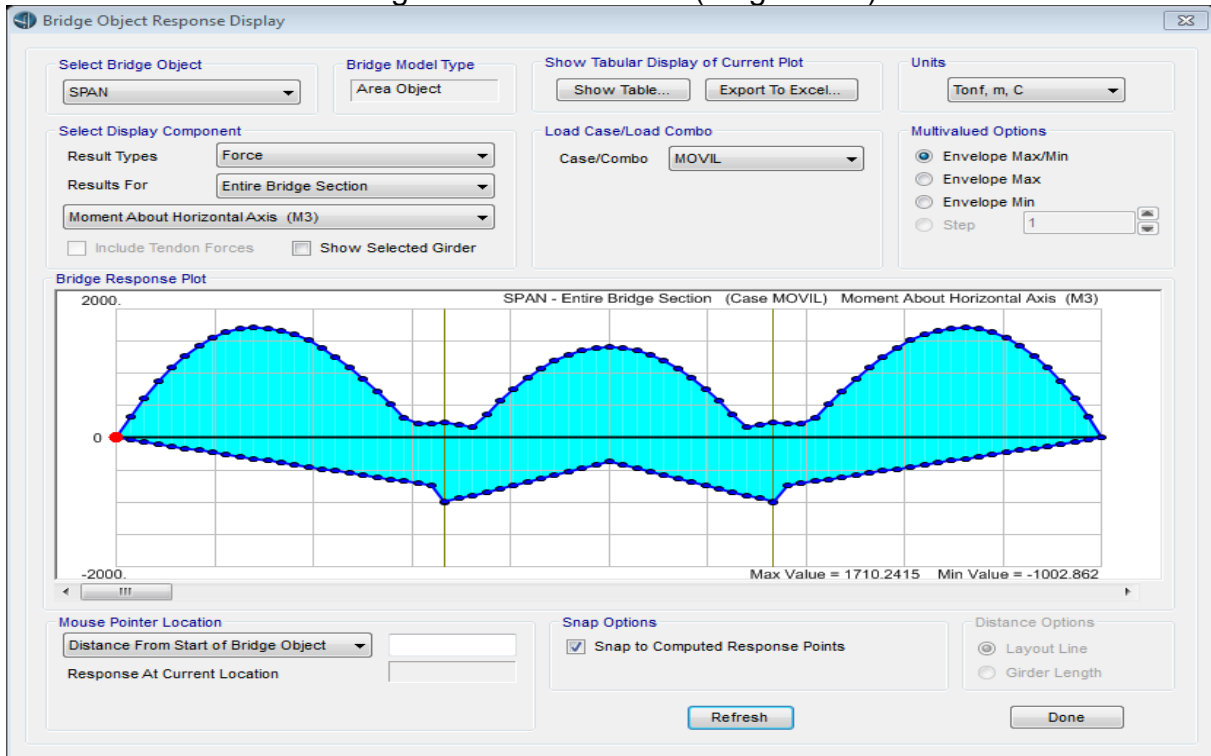 Bridge Object Response Display
Select Bridge Object
SPAN
Bridge Model Type
Area Object
Show Tabular Display of Current Plot
Show Table...
Export To Excel...
Units
Tonf, m, C
Select Display Component
Result Types
Force
Results For
Entire Bridge Section
Moment About Horizontal Axis (M3)
Include Tendon Forces
Show Selected Girder
Load Case/Load Combo
Case/Combo
MOVIL
Multivalued Options
Envelope Max/Min
Envelope Max
Envelope Min
Step
1
Bridge Response Plot
2000.
SPAN - Entire Bridge Section (Case MOVIL) Moment About Horizontal Axis (M3)
0
-2000.
Max Value = 1710.2415 Min Value = -1002.862
Mouse Pointer Location
Distance From Start of Bridge Object
Response At Current Location
Snap Options
Snap to Computed Response Points
Distance Options
Layout Line
Girder Length
Refresh
Done